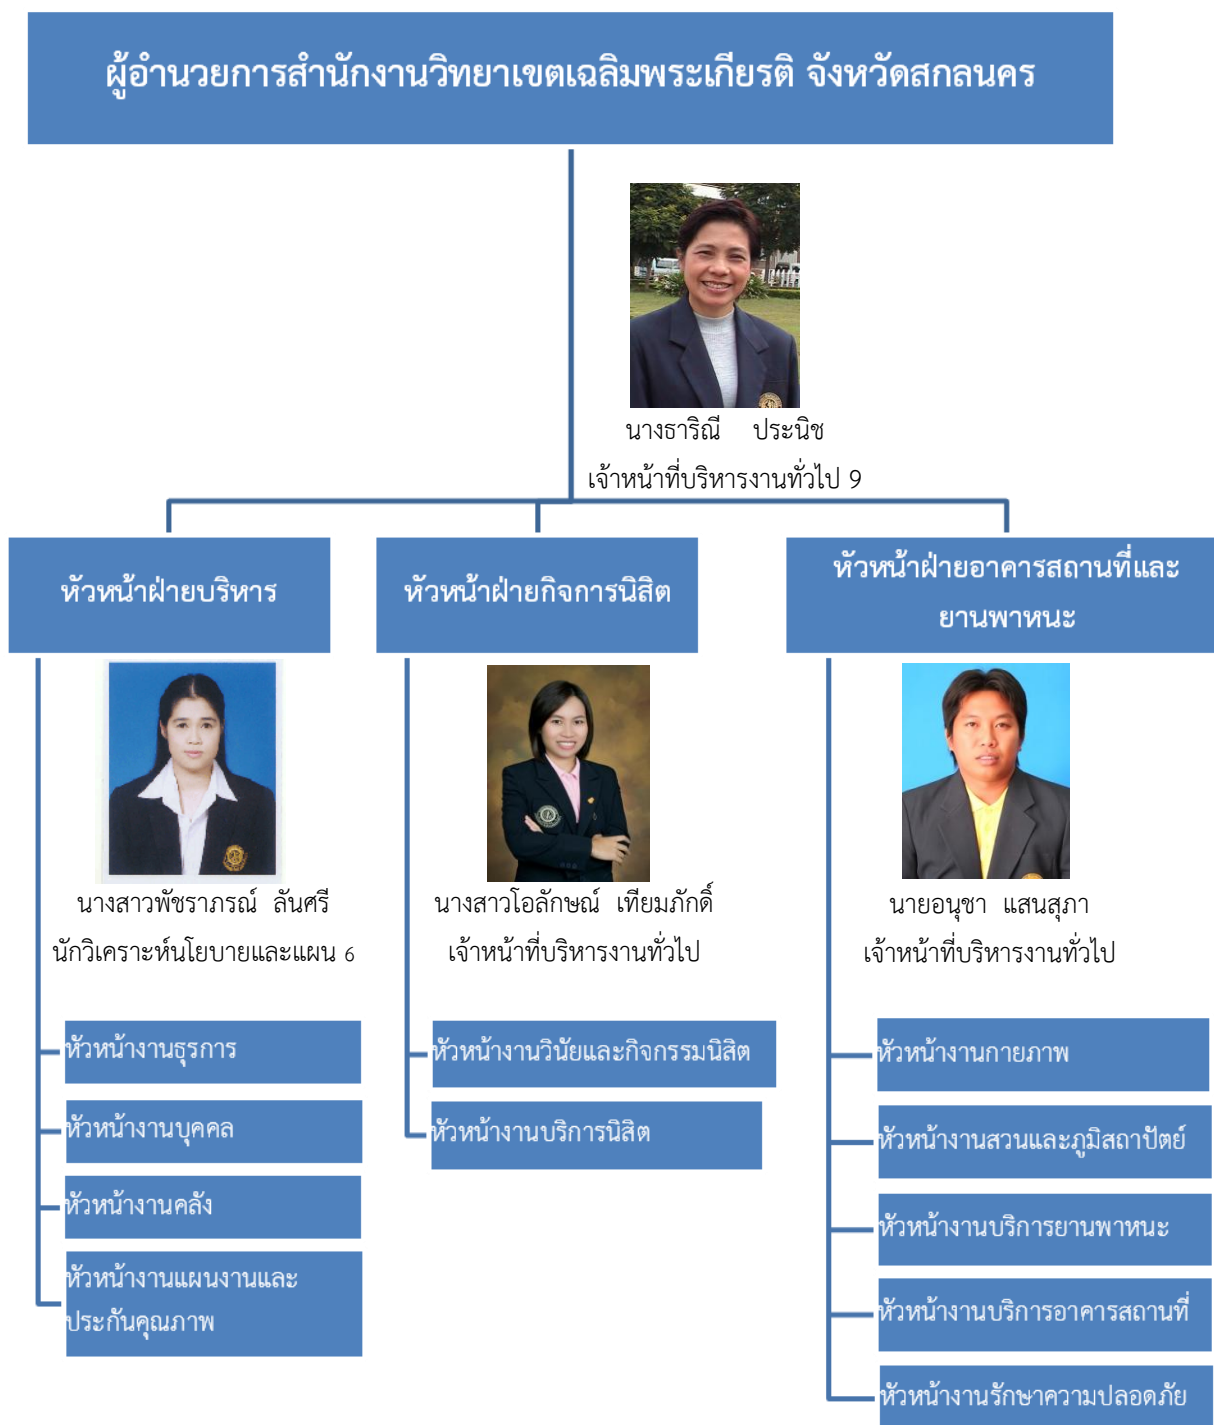 ผู้อำนวยการสำนักงานวิทยาเขตเฉลิมพระเกียรติ จังหวัดสกลนคร
นางธาริณี ประนิช
เจ้าหน้าที่บริหารงานทั่วไป 9
หัวหน้าฝ่ายบริหาร
นางสาวพัชราภรณ์ ลันศรี
นักวิเคราะห์นโยบายและแผน 6
หัวหน้างานธุรการ
หัวหน้างานบุคคล
หัวหน้างานคลัง
หัวหน้างานแผนงานและ
ประกันคุณภาพ
หัวหน้าฝ่ายกิจการนิสิต
นางสาวโอลักษณ์ เทียมภักดิ์
เจ้าหน้าที่บริหารงานทั่วไป
หัวหน้างานวินัยและกิจกรรมนิสิต
หัวหน้างานบริการนิสิต
หัวหน้าฝ่ายอาคารสถานที่และ
ยานพาหนะ
นายอนุชา แสนสุภา
เจ้าหน้าที่บริหารงานทั่วไป
หัวหน้างานกายภาพ
หัวหน้างานสวนและภูมิสถาปัตย์
หัวหน้างานบริการยานพาหนะ
หัวหน้างานบริการอาคารสถานที่
หัวหน้างานรักษาความปลอดภัย